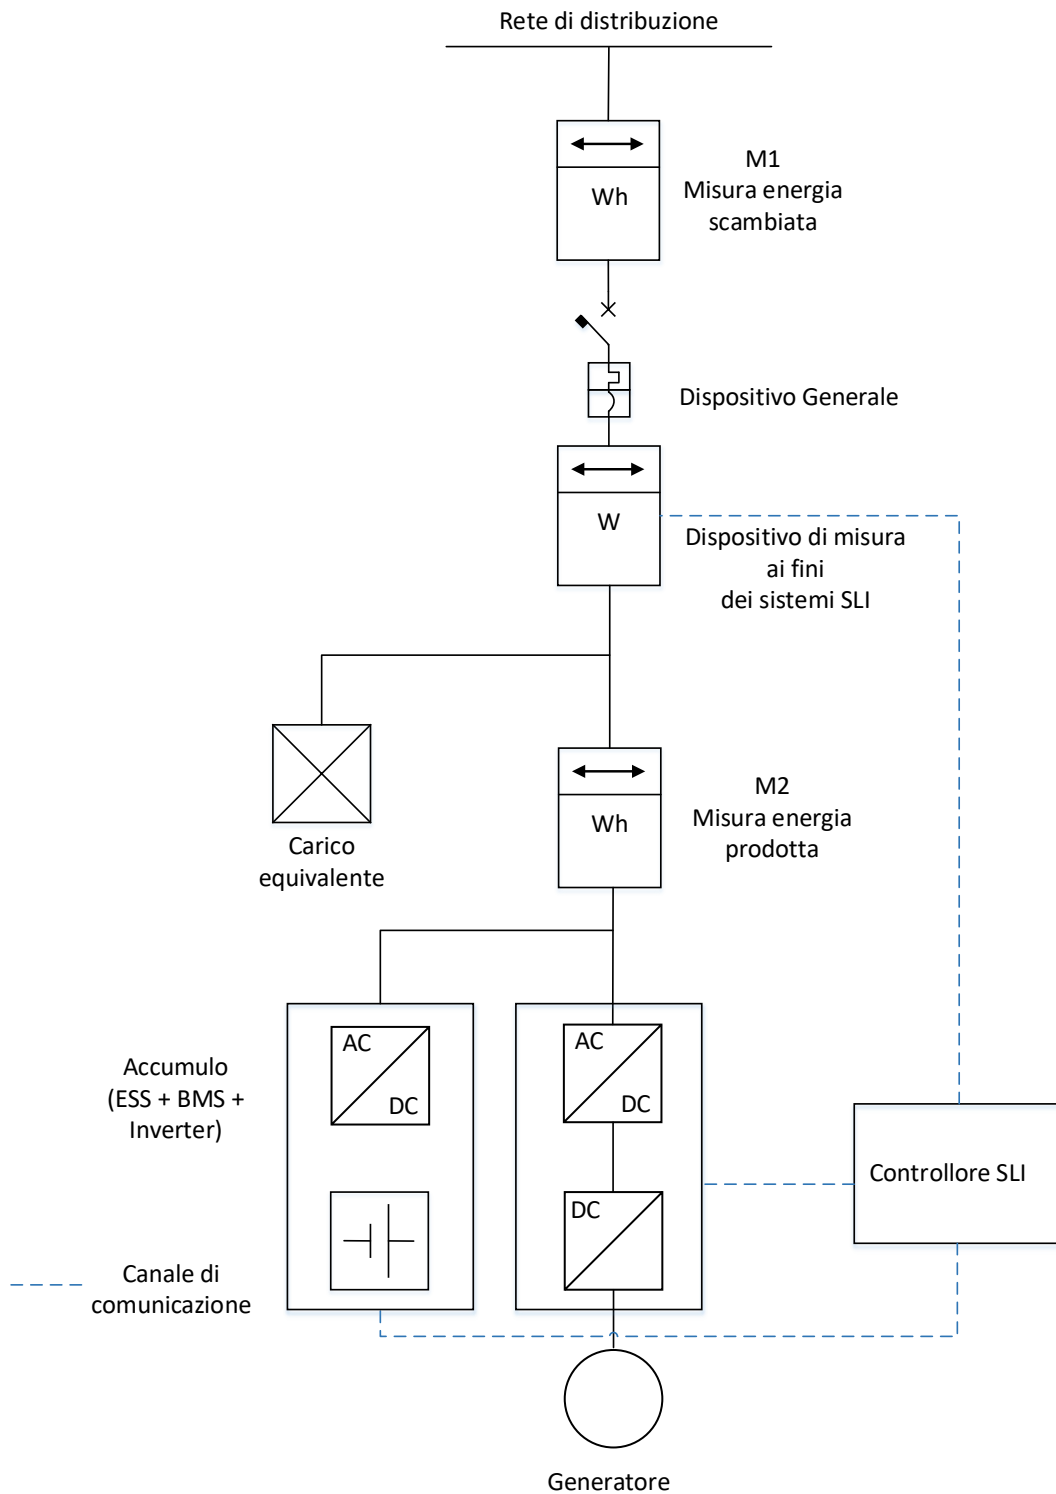 Rete di distribuzione
Wh
M1
Misura energia
scambiata
Dispositivo Generale
W
Dispositivo di misura
ai fini
dei sistemi SLI
Carico
equivalente
Wh
M2
Misura energia
prodotta
Accumulo
(ESS + BMS +
Inverter)
AC
DC
AC
DC
DC
Controllore SLI
Canale di
comunicazione
Generatore